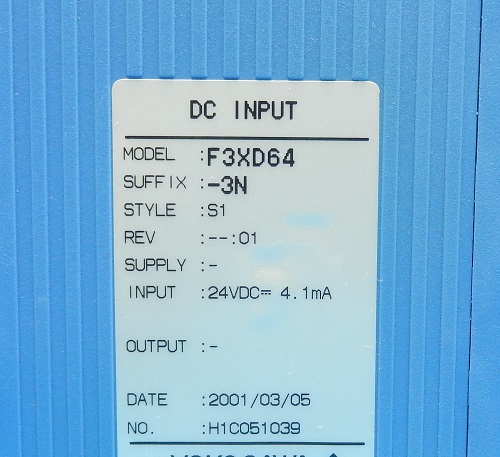 DC INPUT
MODEL :F3XD64
SUFFIX :-3N
STYLE :S1
REV :--:01
SUPPLY :-
INPUT :24VDC⎓ 4.1mA
OUTPUT :-
DATE :2001/03/05
NO. :H1C051039